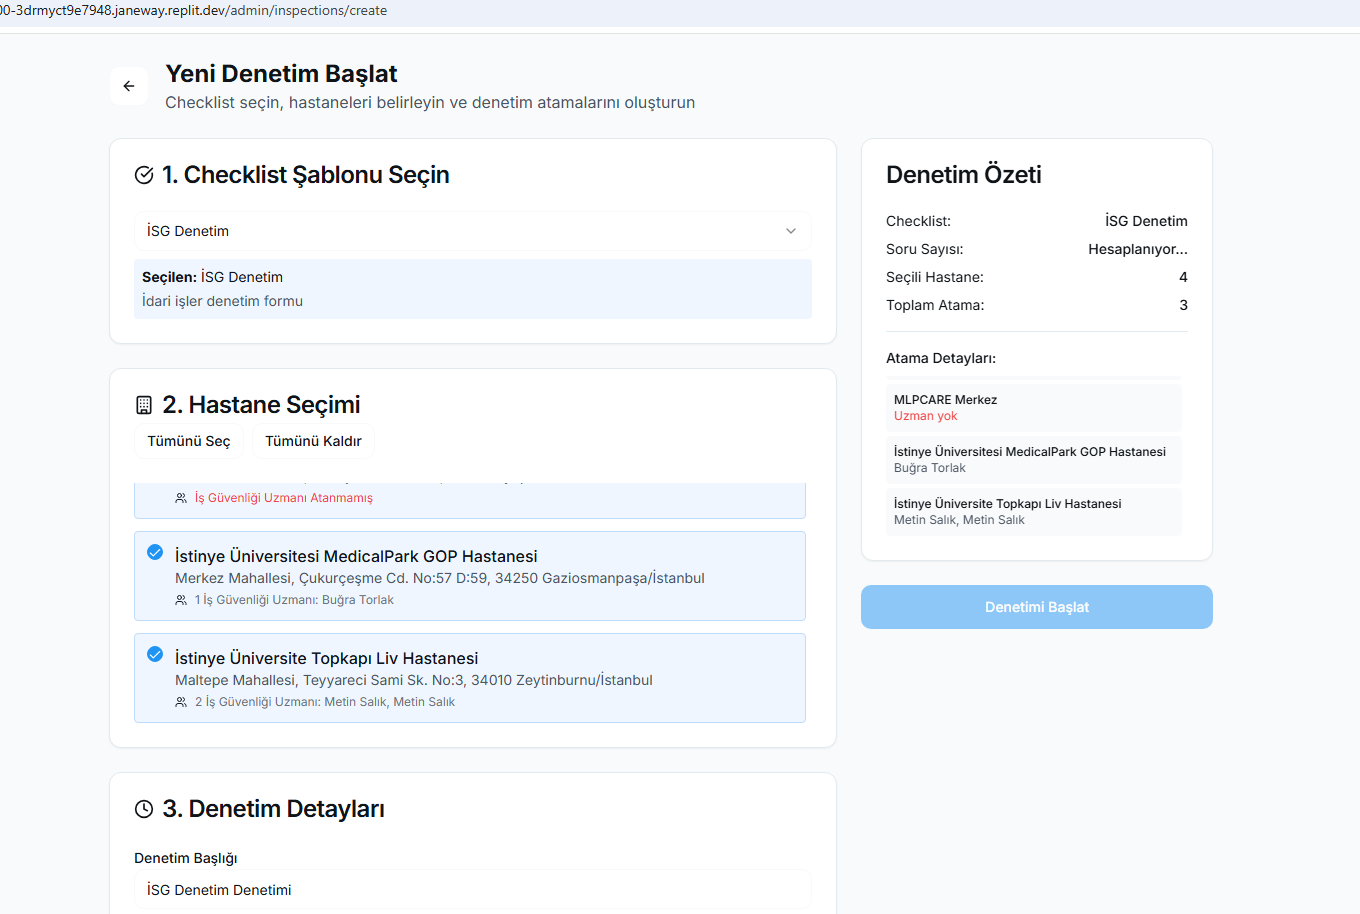 00-3drmyct9e7948.janeway.replit.dev/admin/inspections/create
Yeni Denetim Başlat
Checklist seçin, hastaneleri belirleyin ve denetim atamalarını oluşturun
1. Checklist Şablonu Seçin
İSG Denetim
Seçilen: İSG Denetim
İdari işler denetim formu
2. Hastane Seçimi
Tümünü Seç
Tümünü Kaldır
İş Güvenliği Uzmanı Atanmamış
İstinye Üniversitesi MedicalPark GOP Hastanesi
Merkez Mahallesi, Çukurçeşme Cd. No:57 D:59, 34250 Gaziosmanpaşa/İstanbul
1 İş Güvenliği Uzmanı: Buğra Torlak
İstinye Üniversite Topkapı Liv Hastanesi
Maltepe Mahallesi, Teyyareci Sami Sk. No:3, 34010 Zeytinburnu/İstanbul
2 İş Güvenliği Uzmanı: Metin Salık, Metin Salık
3. Denetim Detayları
Denetim Başlığı
İSG Denetim Denetimi
Denetim Özeti
Checklist: İSG Denetim
Soru Sayısı: Hesaplanıyor...
Seçili Hastane: 4
Toplam Atama: 3
Atama Detayları:
MLPCARE Merkez
Uzman yok
İstinye Üniversitesi MedicalPark GOP Hastanesi
Buğra Torlak
İstinye Üniversite Topkapı Liv Hastanesi
Metin Salık, Metin Salık
Denetimi Başlat